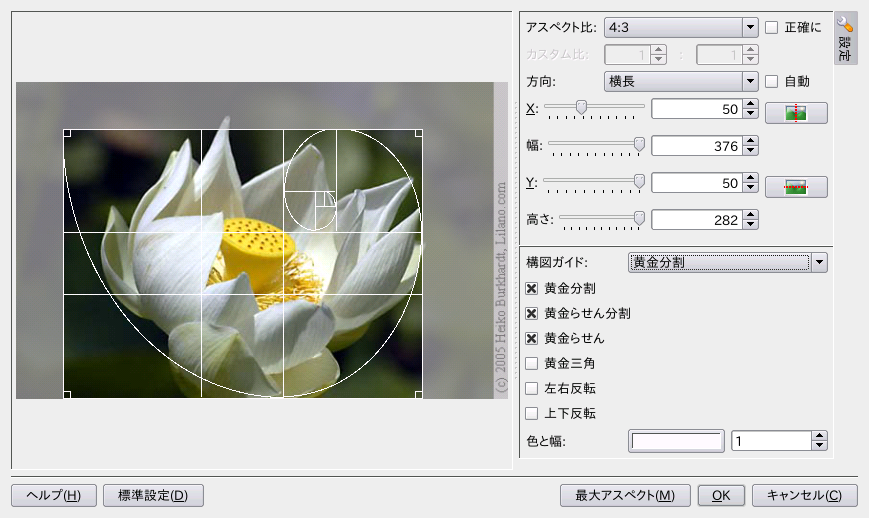 アスペクト比: 4:3 正確に
カスタム比: 1 : 1
方向: 横長 自動
X: 50
幅: 376
Y: 50
高さ: 282
設定
構図ガイド: 黄金分割
黄金分割
黄金らせん分割
黄金らせん
黄金三角
左右反転
上下反転
色と幅: 1
(c) 2005 Heiko Burkhardt, Lilano.com
ヘルプ(H) 標準設定(D) 最大アスペクト(M) OK キャンセル(C)